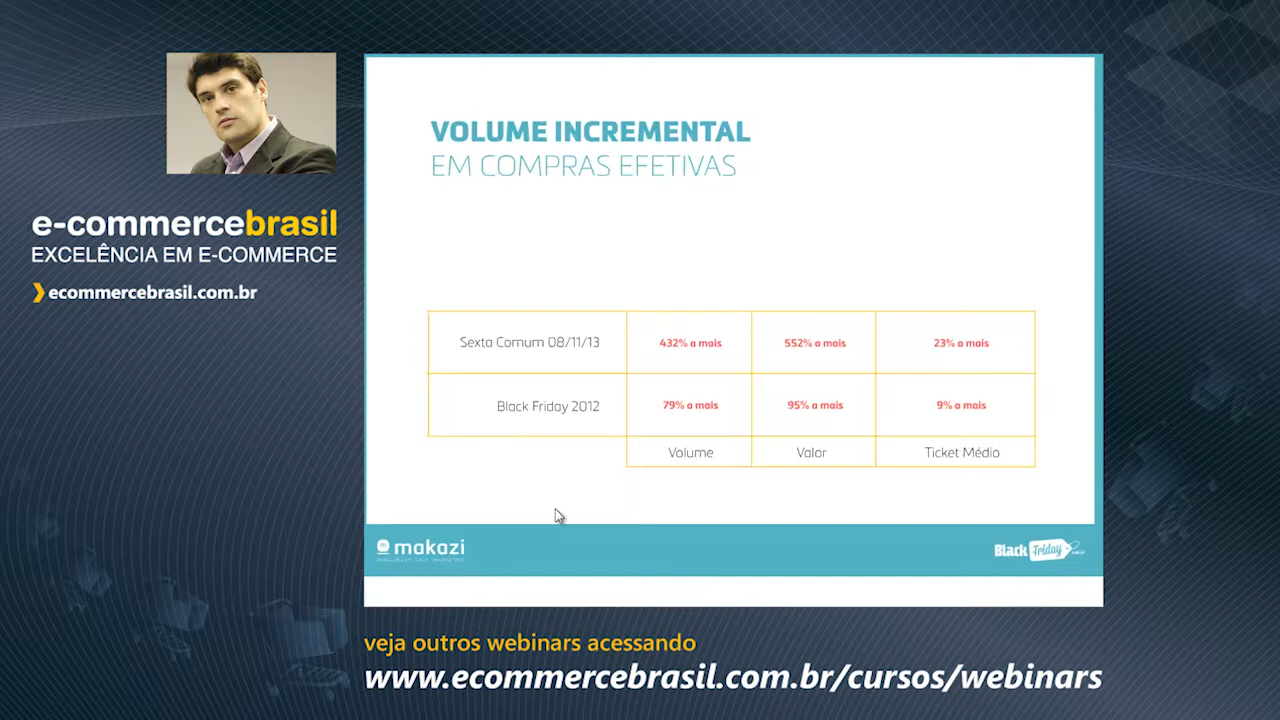 e-commercebrasil
EXCELÊNCIA EM E-COMMERCE
ecommercebrasil.com.br
VOLUME INCREMENTAL
EM COMPRAS EFETIVAS
Sexta Comum 08/11/13 432% a mais 552% a mais 23% a mais
Black Friday 2012 79% a mais 95% a mais 9% a mais
Volume Valor Ticket Médio
makazi
Black Friday
veja outros webinars acessando
www.ecommercebrasil.com.br/cursos/webinars